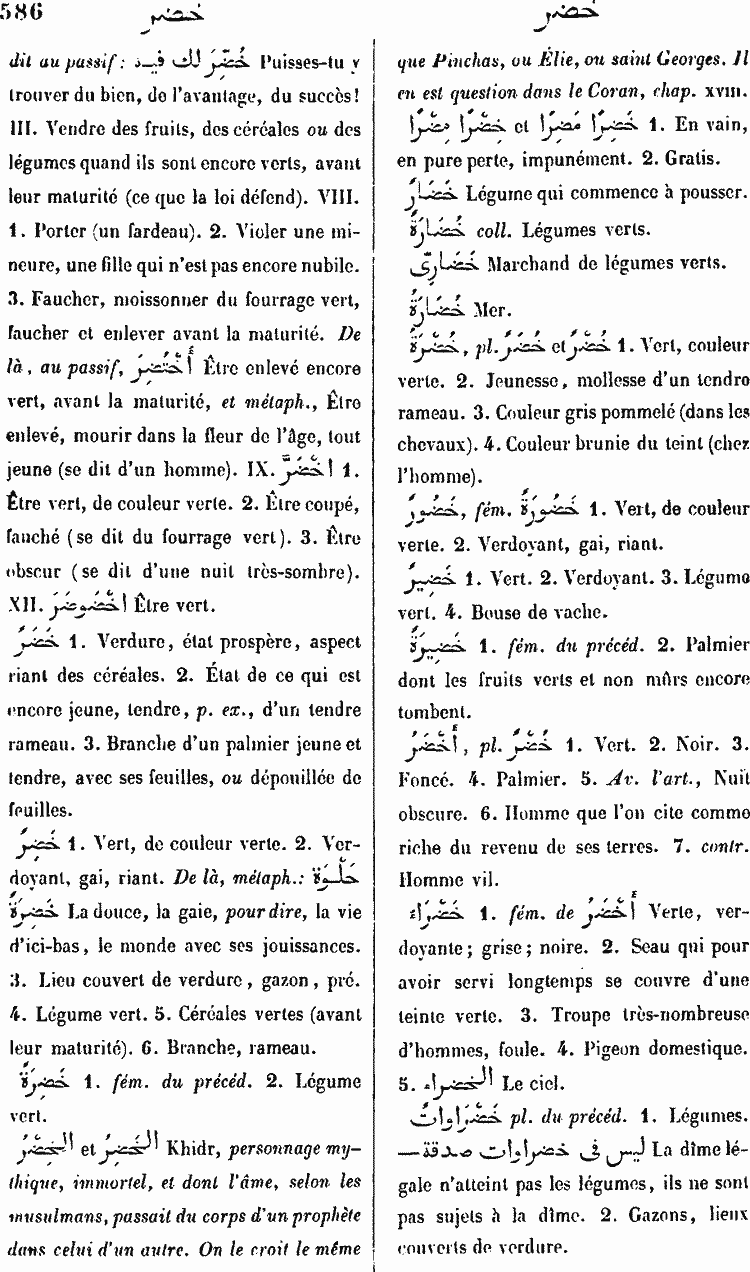 586 خضر خضر
dit au passif : خُضِّرَ لك فيه Puisses-tu y
trouver du bien, de l'avantage, du succès!
III. Vendre des fruits, des céréales ou des
légumes quand ils sont encore verts, avant
leur maturité (ce que la loi défend). VIII.
1. Porter (un fardeau). 2. Violer une mi-
neure, une fille qui n'est pas encore nubile.
3. Faucher, moissonner du fourrage vert,
faucher et enlever avant la maturité. De
là, au passif, أُخْتُضِرَ Être enlevé encore
vert, avant la maturité, et métaph., Être
enlevé, mourir dans la fleur de l'âge, tout
jeune (se dit d'un homme). IX. اخْضَرَّ 1.
Être vert, de couleur verte. 2. Être coupé,
fauché (se dit du fourrage vert). 3. Être
obscur (se dit d'une nuit très-sombre).
XII. اخْضَوْضَرَ Être vert.
خَضَرٌ 1. Verdure, état prospère, aspect
riant des céréales. 2. État de ce qui est
encore jeune, tendre, p. ex., d'un tendre
rameau. 3. Branche d'un palmier jeune et
tendre, avec ses feuilles, ou dépouillée de
feuilles.
خَضِرٌ 1. Vert, de couleur verte. 2. Ver-
doyant, gai, riant. De là, métaph.: حُلْوَةٌ
خَضِرَةٌ La douce, la gaie, pour dire, la vie
d'ici-bas, le monde avec ses jouissances.
3. Lieu couvert de verdure, gazon, pré.
4. Légume vert. 5. Céréales vertes (avant
leur maturité). 6. Branche, rameau.
خَضِرَةٌ 1. fém. du précéd. 2. Légume
vert.
الخَضِرُ et الخِضْرُ Khidr, personnage my-
thique, immortel, et dont l'âme, selon les
musulmans, passait du corps d'un prophète
dans celui d'un autre. On le croit le même
que Pinchas, ou Élie, ou saint Georges. Il
en est question dans le Coran, chap. XVIII.
خَضِرًا مَضِرًا et خِضْرًا مِضْرًا 1. En vain,
en pure perte, impunément. 2. Gratis.
خَضَارٌ Légume qui commence à pousser.
خُضَارَةٌ coll. Légumes verts.
خُضَارِىٌّ Marchand de légumes verts.
خُضَارَةُ Mer.
خُضْرَةٌ, pl. خُضَرٌ et خُضْرٌ 1. Vert, couleur
verte. 2. Jeunesse, mollesse d'un tendre
rameau. 3. Couleur gris pommelé (dans les
chevaux). 4. Couleur brunie du teint (chez
l'homme).
خَضُورٌ, fém. خَضُورَةٌ 1. Vert, de couleur
verte. 2. Verdoyant, gai, riant.
خَضِيرٌ 1. Vert. 2. Verdoyant. 3. Légume
vert. 4. Bouse de vache.
خَضِيرَةٌ 1. fém. du précéd. 2. Palmier
dont les fruits verts et non mûrs encore
tombent.
أَخْضَرُ, pl. خُضْرٌ 1. Vert. 2. Noir. 3.
Foncé. 4. Palmier. 5. Av. l'art., Nuit
obscure. 6. Homme que l'on cite comme
riche du revenu de ses terres. 7. contr.
Homme vil.
خَضْرَاءُ 1. fém. de أَخْضَرُ Verte, ver-
doyante; grise; noire. 2. Seau qui pour
avoir servi longtemps se couvre d'une
teinte verte. 3. Troupe très-nombreuse
d'hommes, foule. 4. Pigeon domestique.
5. الخضراء Le ciel.
خَضْرَاوَاتٌ pl. du précéd. 1. Légumes.
— ليس فى خضراوات صدقة La dîme lé-
gale n'atteint pas les légumes, ils ne sont
pas sujets à la dîme. 2. Gazons, lieux
couverts de verdure.